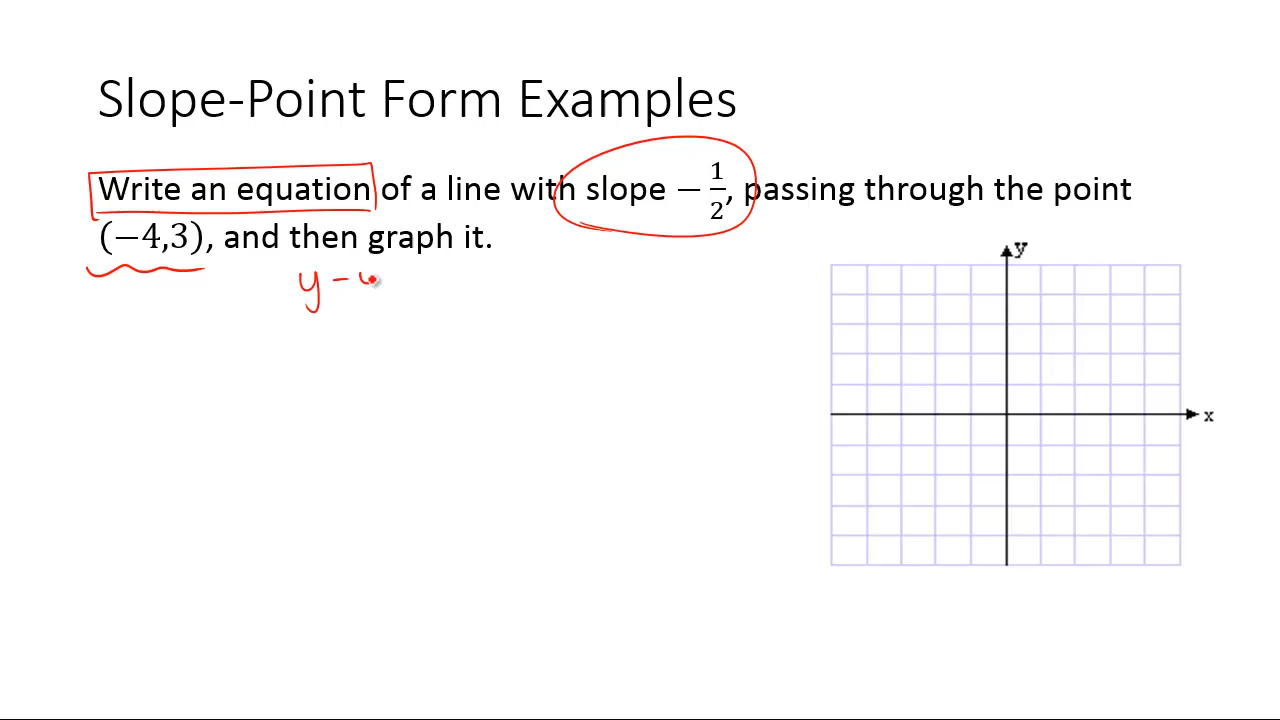 Slope-Point Form Examples
Write an equation of a line with slope −1/2, passing through the point
(−4,3), and then graph it.
y −
y
x